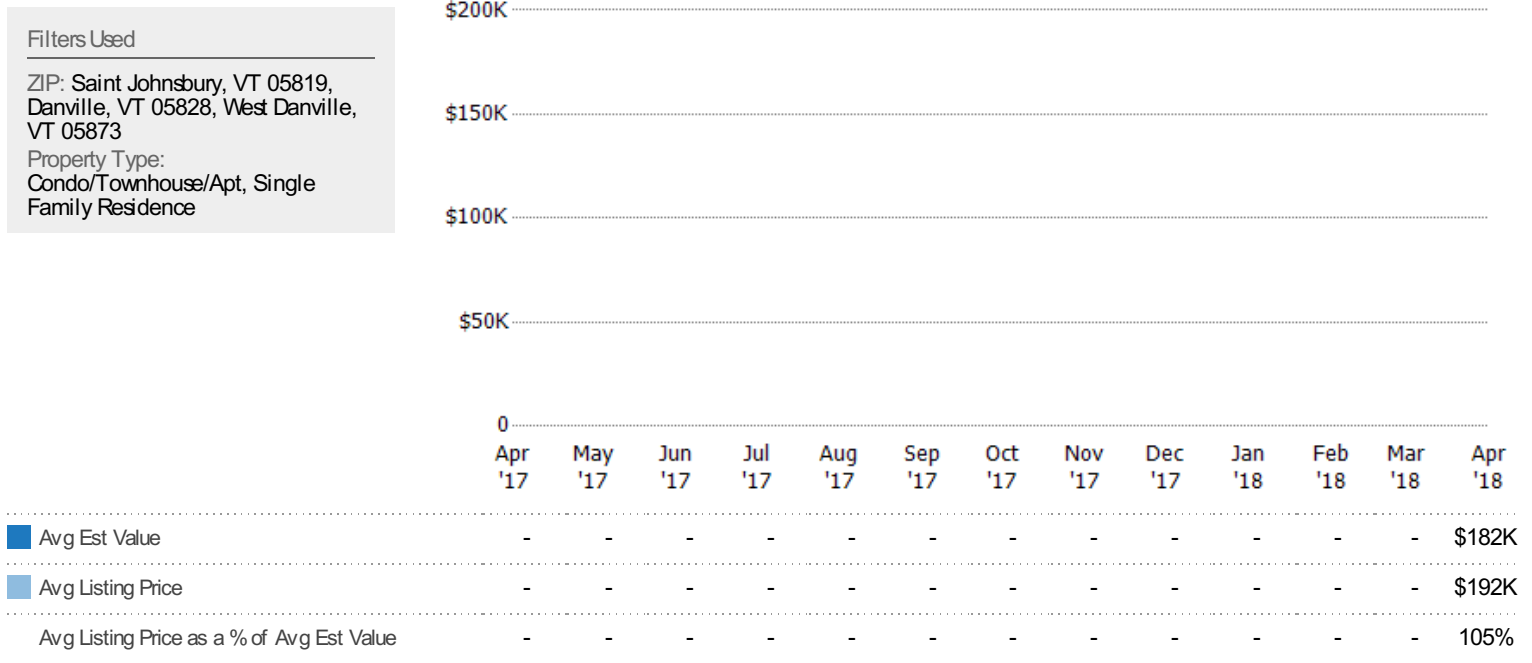 Filters Used
ZIP: Saint Johnsbury, VT 05819,
Danville, VT 05828, West Danville,
VT 05873
Property Type:
Condo/Townhouse/Apt, Single
Family Residence
$200K
$150K
$100K
$50K
0
Apr May Jun Jul Aug Sep Oct Nov Dec Jan Feb Mar Apr
'17 '17 '17 '17 '17 '17 '17 '17 '17 '18 '18 '18 '18
Avg Est Value - - - - - - - - - - - - $182K
Avg Listing Price - - - - - - - - - - - - $192K
Avg Listing Price as a % of Avg Est Value - - - - - - - - - - - - 105%